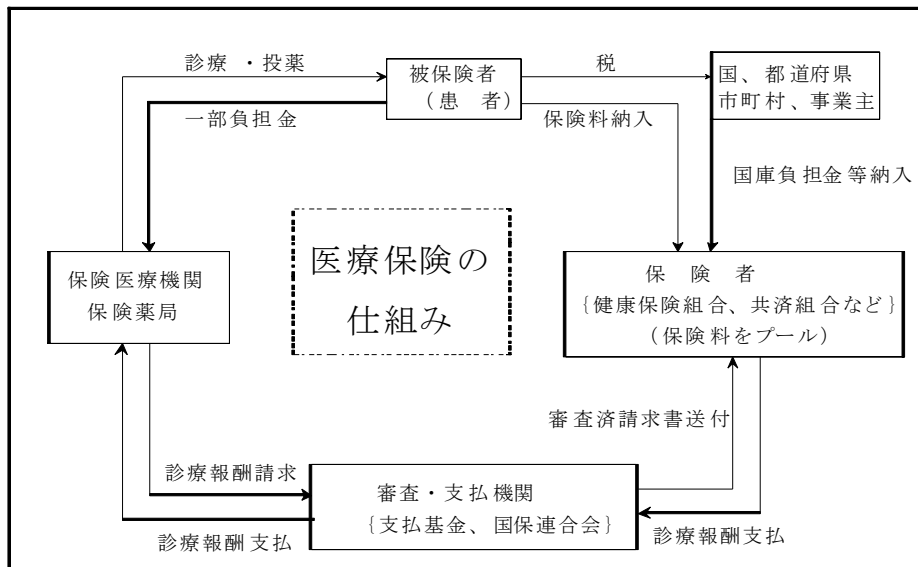 診療・投薬
被保険者
（患　者）
税
国、都道府県
市町村、事業主
一部負担金
保険料納入
国庫負担金等納入
医療保険の
仕組み
保険医療機関
保険薬局
保　険　者
{健康保険組合、共済組合など}
（保険料をプール）
審査済請求書送付
診療報酬請求
審査・支払機関
{支払基金、国保連合会}
診療報酬支払
診療報酬支払